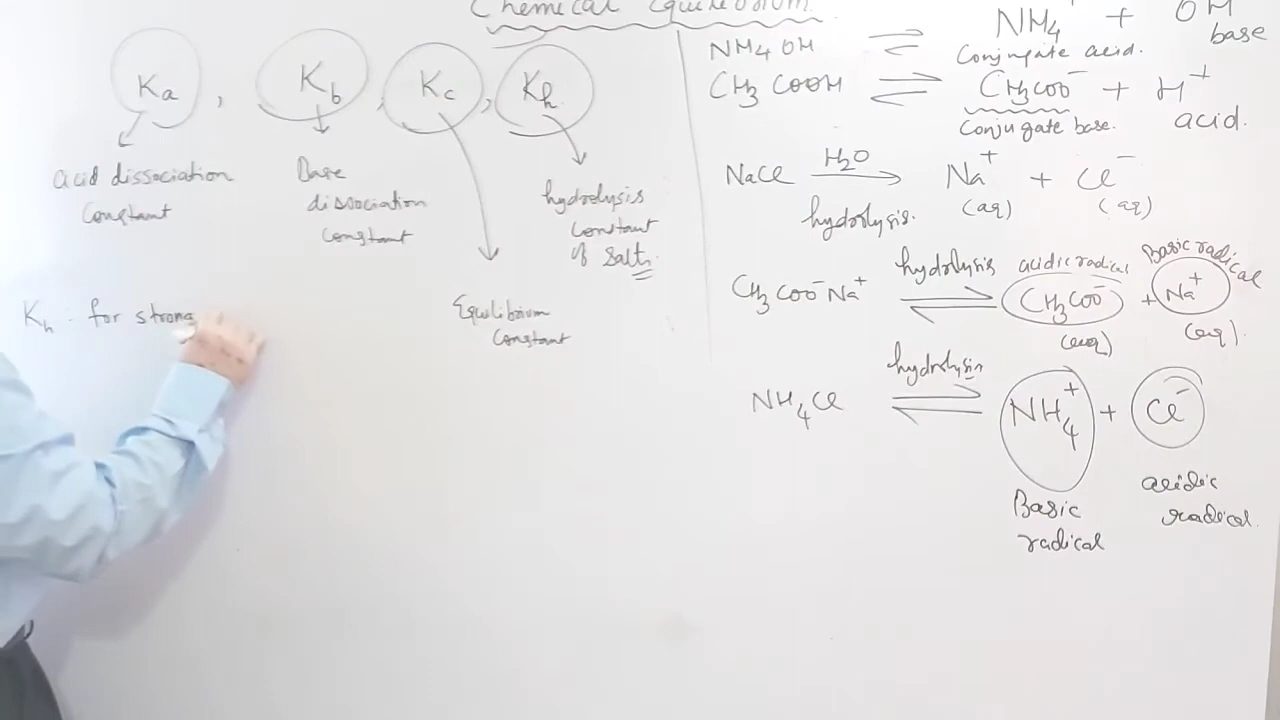 Chemical Equilibrium
Ka , Kb , Kc , Kh
acid dissociation
constant
Base
dissociation
constant
Equilibrium
constant
hydrolysis
constant
of salts
Kh : for strong
NH4OH ⇌ NH4+ + OH
conjugate acid. base
CH3COOH ⇌ CH3COO− + H+
conjugate base. acid.
NaCl H2O → Na+ + Cl−
hydrolysis. (aq) (aq)
CH3COO−Na+ hydrolysis ⇌ CH3COO− + Na+
acidic radical Basic radical
(aq) (aq).
NH4Cl hydrolysis ⇌ NH4+ + Cl−
Basic
radical
acidic
radical.